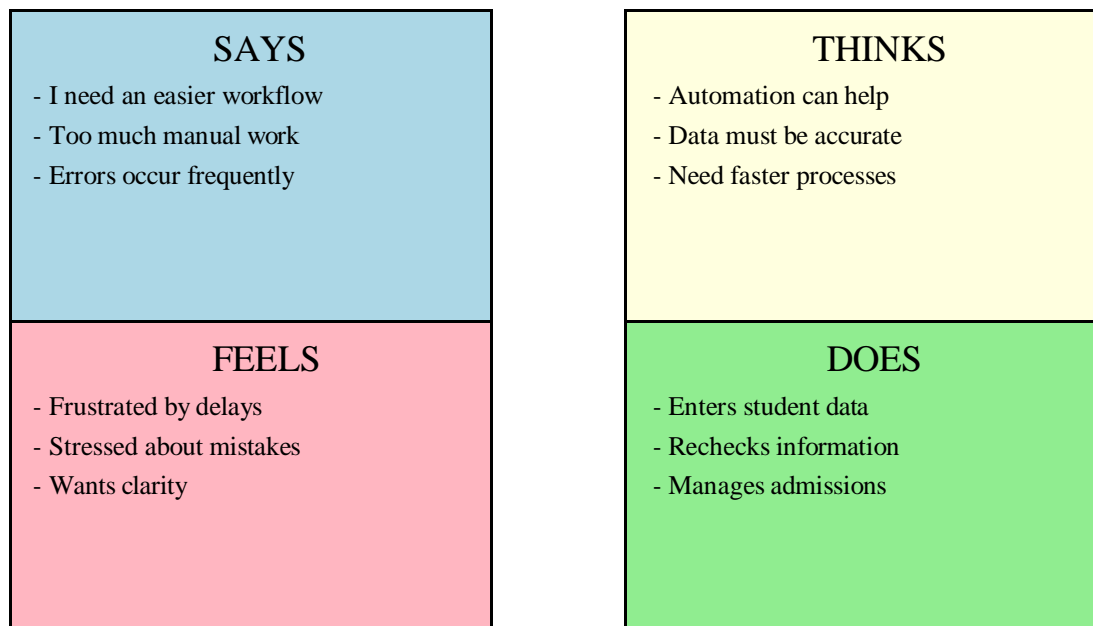 SAYS
- I need an easier workflow
- Too much manual work
- Errors occur frequently
THINKS
- Automation can help
- Data must be accurate
- Need faster processes
FEELS
- Frustrated by delays
- Stressed about mistakes
- Wants clarity
DOES
- Enters student data
- Rechecks information
- Manages admissions